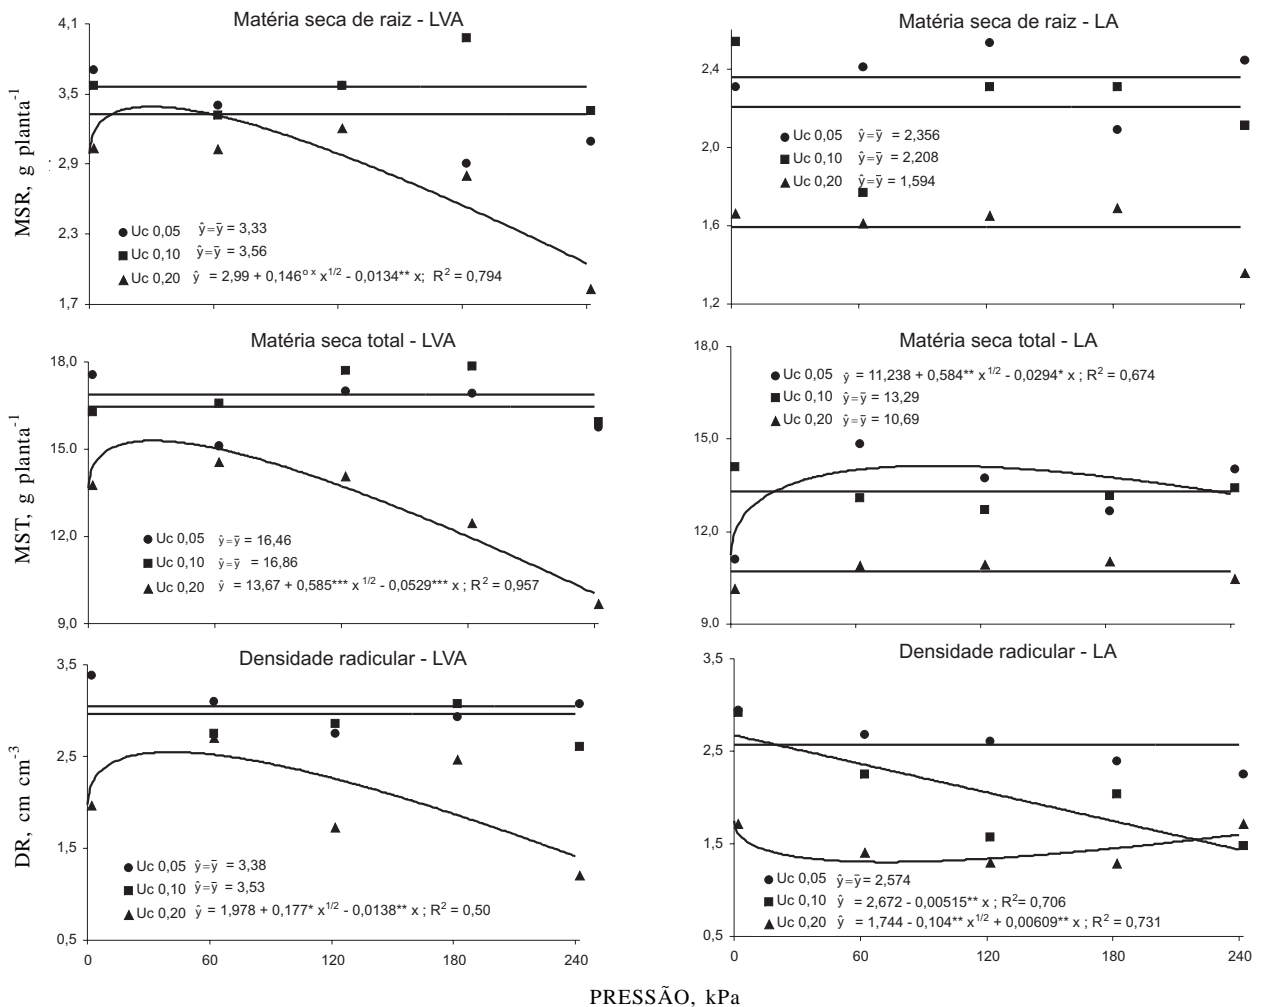 Matéria seca de raiz - LVA
4,1
3,5
2,9
2,3
1,7
MSR, g planta-1
Uc 0,05 ŷ=ȳ = 3,33
Uc 0,10 ŷ=ȳ = 3,56
Uc 0,20 ŷ = 2,99 + 0,146º x x1/2 - 0,0134** x; R2 = 0,794
Matéria seca de raiz - LA
2,4
2,0
1,6
1,2
Uc 0,05 ŷ=ȳ = 2,356
Uc 0,10 ŷ=ȳ = 2,208
Uc 0,20 ŷ=ȳ = 1,594
Matéria seca total - LVA
18,0
15,0
12,0
9,0
MST, g planta-1
Uc 0,05 ŷ=ȳ = 16,46
Uc 0,10 ŷ=ȳ = 16,86
Uc 0,20 ŷ = 13,67 + 0,585*** x 1/2 - 0,0529*** x ; R2 = 0,957
Matéria seca total - LA
18,0
15,0
12,0
9,0
Uc 0,05 ŷ = 11,238 + 0,584** x1/2 - 0,0294* x ; R2 = 0,674
Uc 0,10 ŷ=ȳ = 13,29
Uc 0,20 ŷ=ȳ = 10,69
Densidade radicular - LVA
3,5
2,5
1,5
0,5
DR, cm cm-3
Uc 0,05 ŷ=ȳ = 3,38
Uc 0,10 ŷ=ȳ = 3,53
Uc 0,20 ŷ = 1,978 + 0,177* x1/2 - 0,0138** x ; R2 = 0,50
0 60 120 180 240
Densidade radicular - LA
3,5
2,5
1,5
0,5
Uc 0,05 ŷ=ȳ = 2,574
Uc 0,10 ŷ = 2,672 - 0,00515** x ; R2= 0,706
Uc 0,20 ŷ = 1,744 - 0,104** x1/2 + 0,00609** x ; R2 = 0,731
0 60 120 180 240
PRESSÃO, kPa